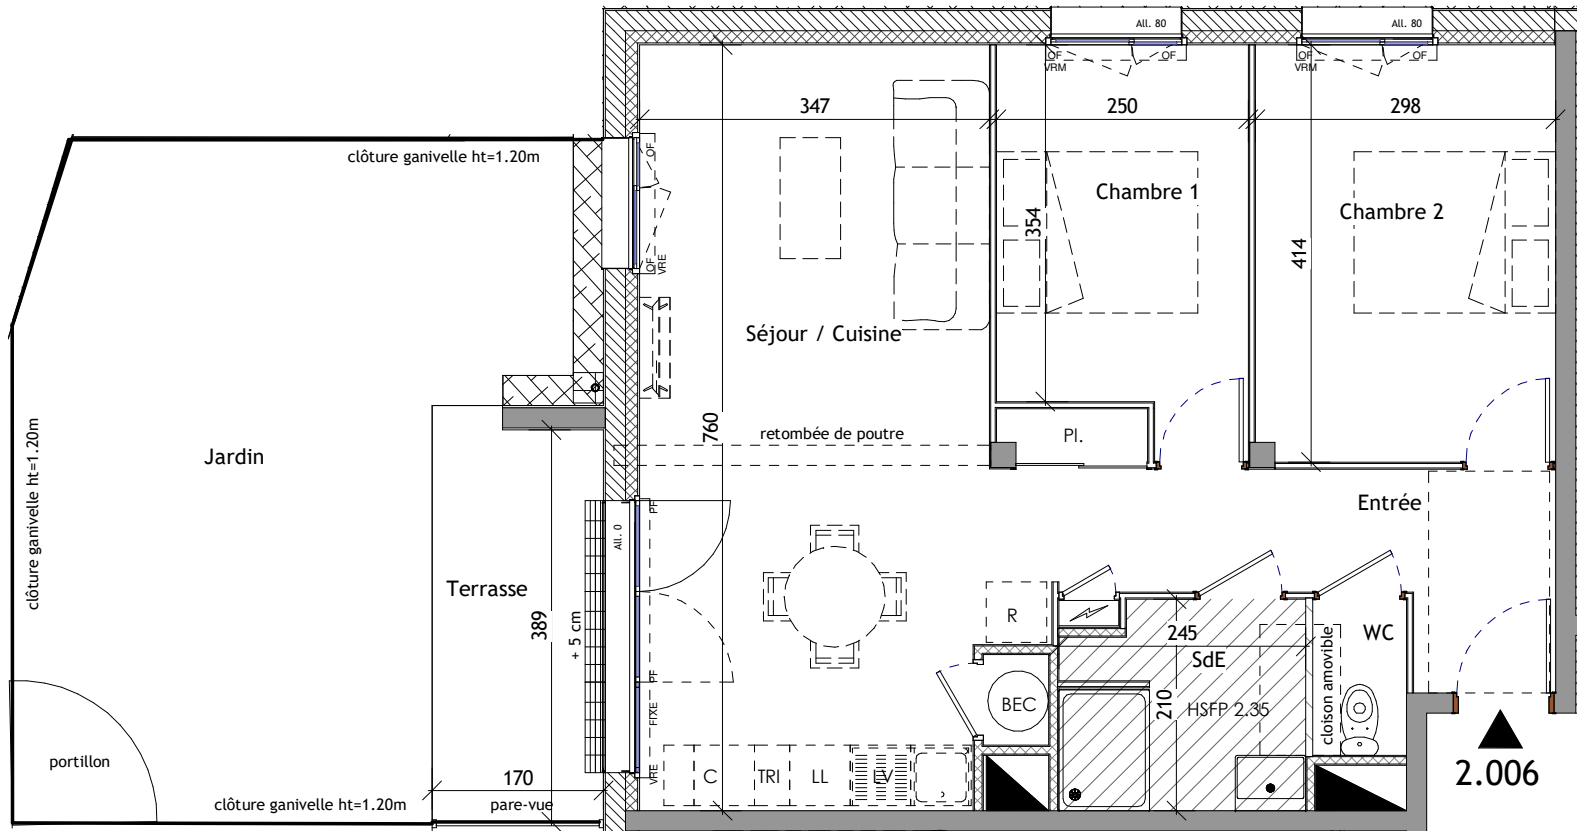 All. 80
All. 80
OF
VRM
OF
OF
VRM
OF
347
250
298
clôture ganivelle ht=1.20m
OF
Chambre 1
Chambre 2
354
414
OF
VRE
Séjour / Cuisine
760
retombée de poutre
Pl.
Jardin
clôture ganivelle ht=1.20m
Entrée
PF
All. 0
Terrasse
389
+ 5 cm
R
245
SdE
WC
cloison amovible
PF
FIXE
VRE
BEC
210
HSFP 2.35
portillon
170
C
TRI
LL
LV
2.006
clôture ganivelle ht=1.20m
pare-vue